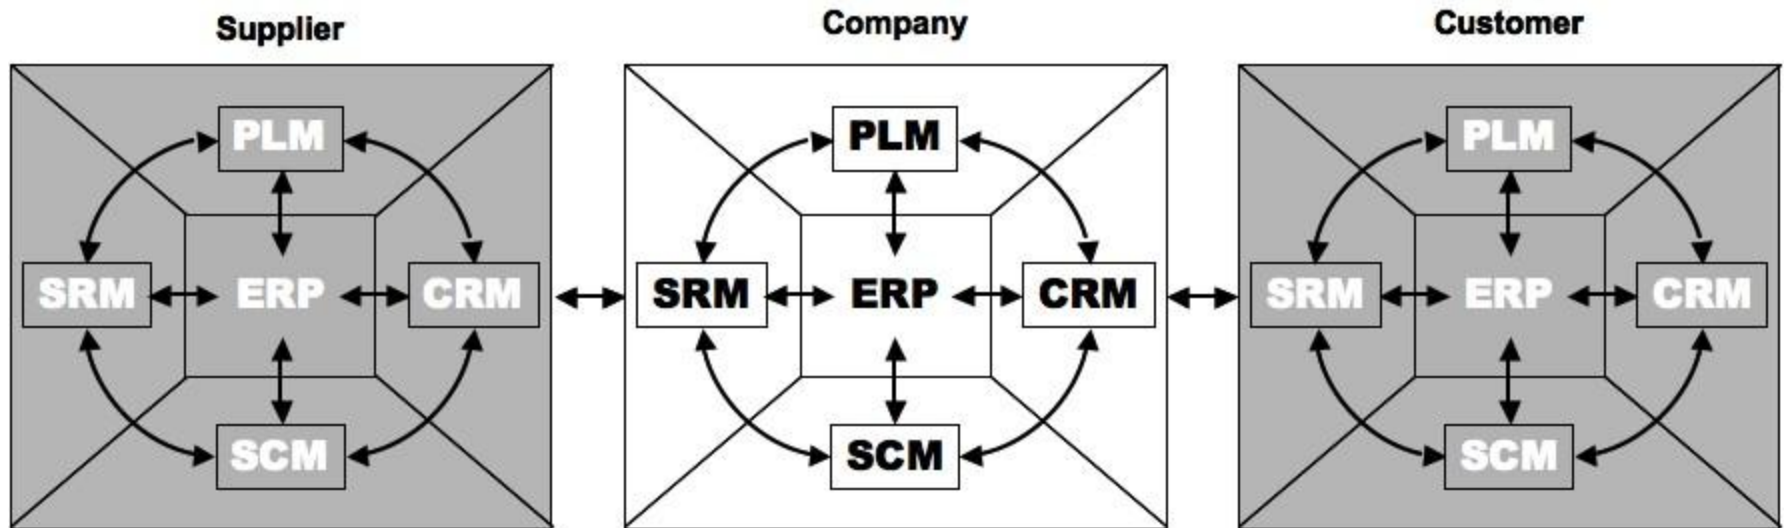 Supplier
Company
Customer
PLM
SRM
ERP
CRM
SCM
PLM
SRM
ERP
CRM
SCM
PLM
SRM
ERP
CRM
SCM